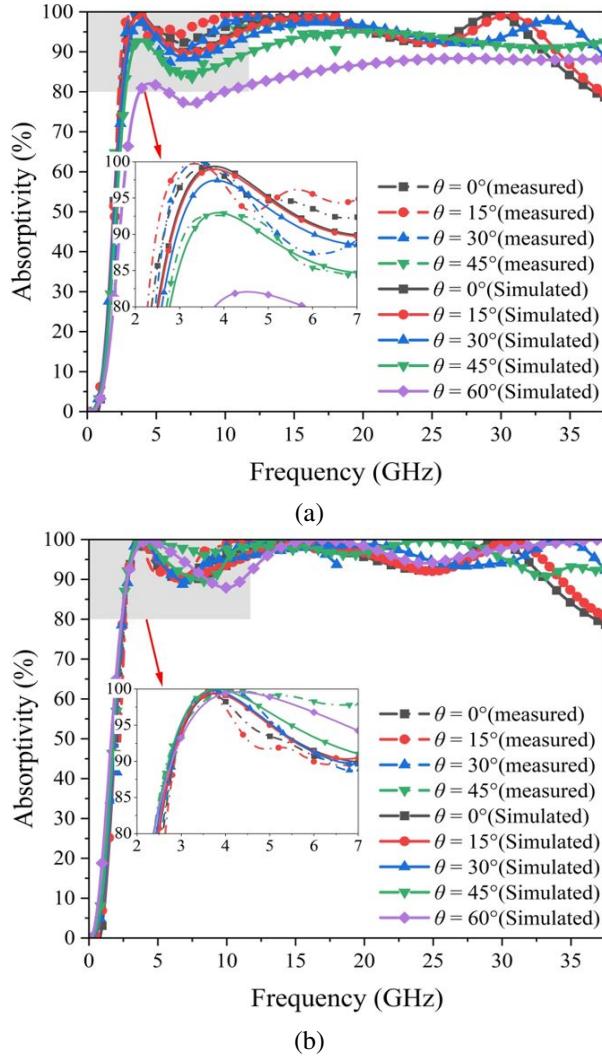 100
90
80
70
60
50
40
30
20
10
0
Absorptivity (%)
100
95
90
85
80
2 3 4 5 6 7
θ = 0°(measured)
θ = 15°(measured)
θ = 30°(measured)
θ = 45°(measured)
θ = 0°(Simulated)
θ = 15°(Simulated)
θ = 30°(Simulated)
θ = 45°(Simulated)
θ = 60°(Simulated)
0 5 10 15 20 25 30 35
Frequency (GHz)
(a)
100
90
80
70
60
50
40
30
20
10
0
Absorptivity (%)
100
95
90
85
80
2 3 4 5 6 7
θ = 0°(measured)
θ = 15°(measured)
θ = 30°(measured)
θ = 45°(measured)
θ = 0°(Simulated)
θ = 15°(Simulated)
θ = 30°(Simulated)
θ = 45°(Simulated)
θ = 60°(Simulated)
0 5 10 15 20 25 30 35
Frequency (GHz)
(b)